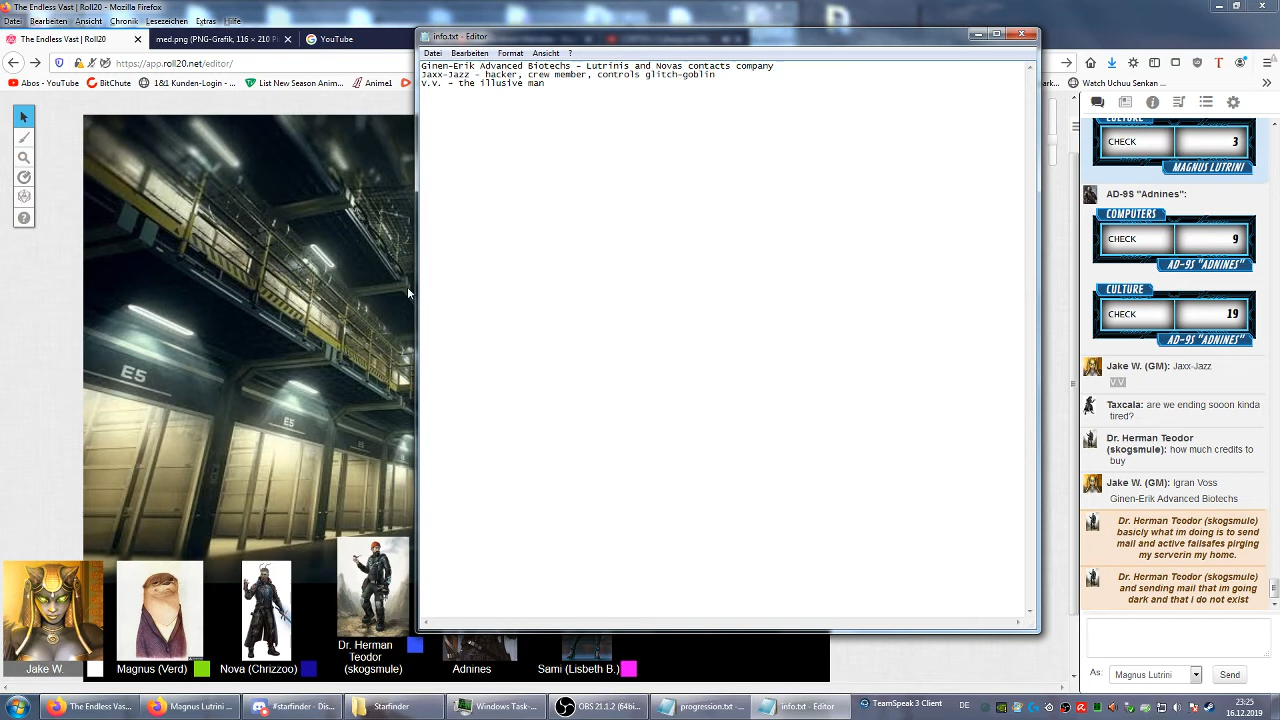 The Endless Vast | Roll20 - Mozilla Firefox
Datei Bearbeiten Ansicht Chronik Lesezeichen Extras Hilfe
The Endless Vast | Roll20
med.png (PNG-Grafik, 116 × 210 P
YouTube
https://app.roll20.net/editor/
Abos - YouTube
BitChute
1&1 Kunden-Login -
List New Season Anim
Anime1
Watch Uchuu Senkan
info.txt - Editor
Datei Bearbeiten Format Ansicht ?
Ginen-Erik Advanced Biotechs - Lutrinis and Novas contacts company
Jaxx-Jazz - hacker, crew member, controls glitch-goblin
V.V. - the illusive man
E5
E5
E5
CULTURE
CHECK 3
MAGNUS LUTRINI
AD-9S "Adnines":
COMPUTERS
CHECK 9
AD-9S "ADNINES"
CULTURE
CHECK 19
AD-9S "ADNINES"
Jake W. (GM): Jaxx-Jazz
V.V
Taxcala: are we ending sooon kinda
tired?
Dr. Herman Teodor
(skogsmule): how much credits to
buy
Jake W. (GM): Igran Voss
Ginen-Erik Advanced Biotechs
Dr. Herman Teodor (skogsmule)
basicly what im doing is to send
mail and active failsafes pirging
my serverin my home.
Dr. Herman Teodor (skogsmule)
and sending mail that im going
dark and that i do not exist
As: Magnus Lutrini Send
Jake W.
Magnus (Verd)
Nova (Chrizzoo)
Dr. Herman
Teodor
(skogsmule)
Adnines
Sami (Lisbeth B.)
The Endless Vas...
Magnus Lutrini ...
#starfinder - Dis...
Starfinder
Windows Task-...
OBS 21.1.2 (64bi...
progression.txt -...
info.txt - Editor
TeamSpeak 3 Client
DE
23:25
16.12.2019